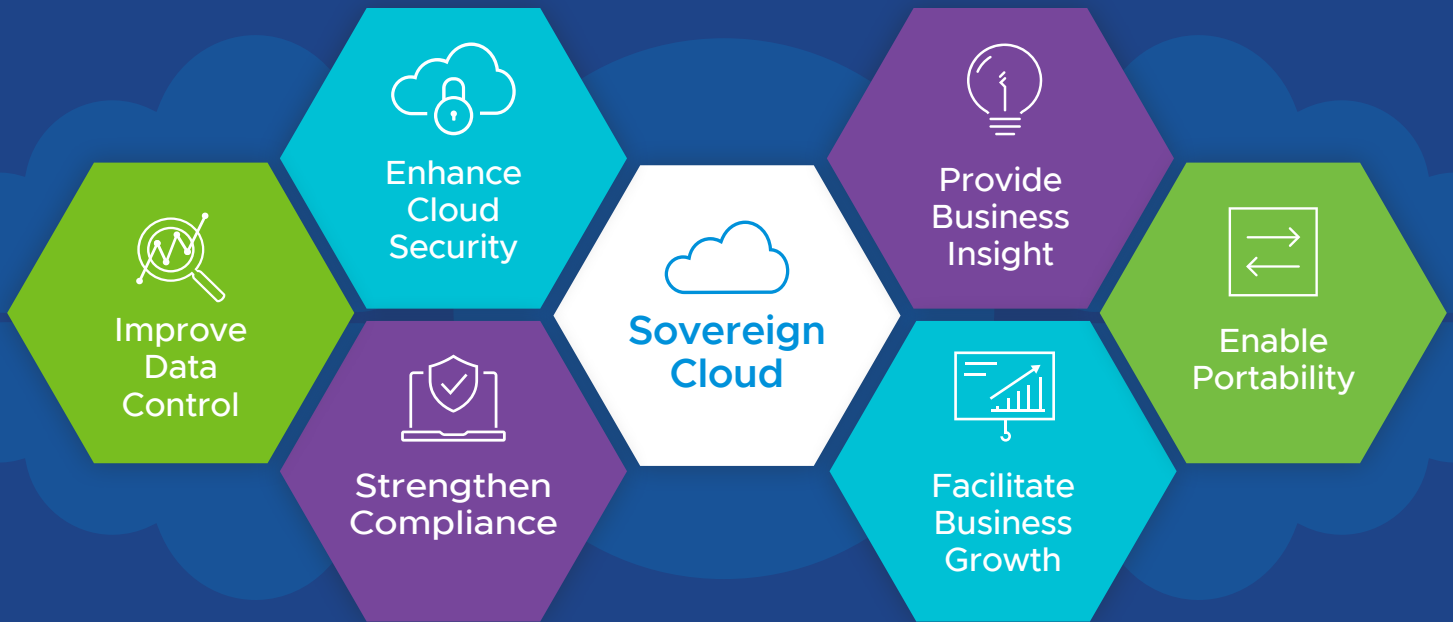 Improve
Data
Control
Enhance
Cloud
Security
Strengthen
Compliance
Sovereign
Cloud
Provide
Business
Insight
Facilitate
Business
Growth
Enable
Portability